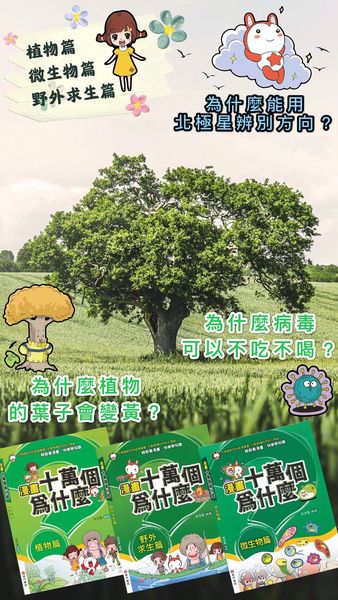 植物篇
微生物篇
野外求生篇
為什麼能用
北極星辨別方向？
為什麼病毒
可以不吃不喝？
為什麼植物
的葉子會變黃？
漫畫
十萬個
為什麼
植物篇
漫畫
十萬個
為什麼
野外
求生篇
漫畫
十萬個
為什麼
微生物篇